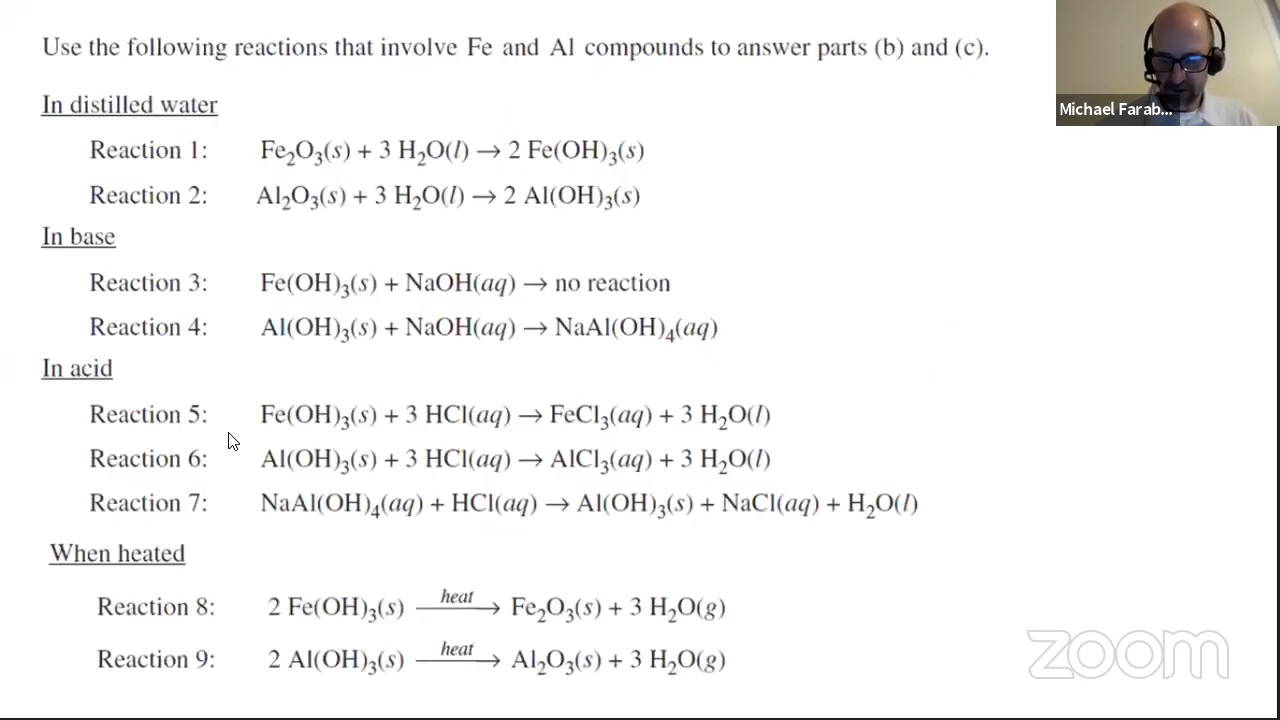 Use the following reactions that involve Fe and Al compounds to answer parts (b) and (c).
Michael Farab...
In distilled water
Reaction 1: Fe₂O₃(s) + 3 H₂O(l) → 2 Fe(OH)₃(s)
Reaction 2: Al₂O₃(s) + 3 H₂O(l) → 2 Al(OH)₃(s)
In base
Reaction 3: Fe(OH)₃(s) + NaOH(aq) → no reaction
Reaction 4: Al(OH)₃(s) + NaOH(aq) → NaAl(OH)₄(aq)
In acid
Reaction 5: Fe(OH)₃(s) + 3 HCl(aq) → FeCl₃(aq) + 3 H₂O(l)
Reaction 6: Al(OH)₃(s) + 3 HCl(aq) → AlCl₃(aq) + 3 H₂O(l)
Reaction 7: NaAl(OH)₄(aq) + HCl(aq) → Al(OH)₃(s) + NaCl(aq) + H₂O(l)
When heated
Reaction 8: 2 Fe(OH)₃(s) heat → Fe₂O₃(s) + 3 H₂O(g)
Reaction 9: 2 Al(OH)₃(s) heat → Al₂O₃(s) + 3 H₂O(g)
zoom